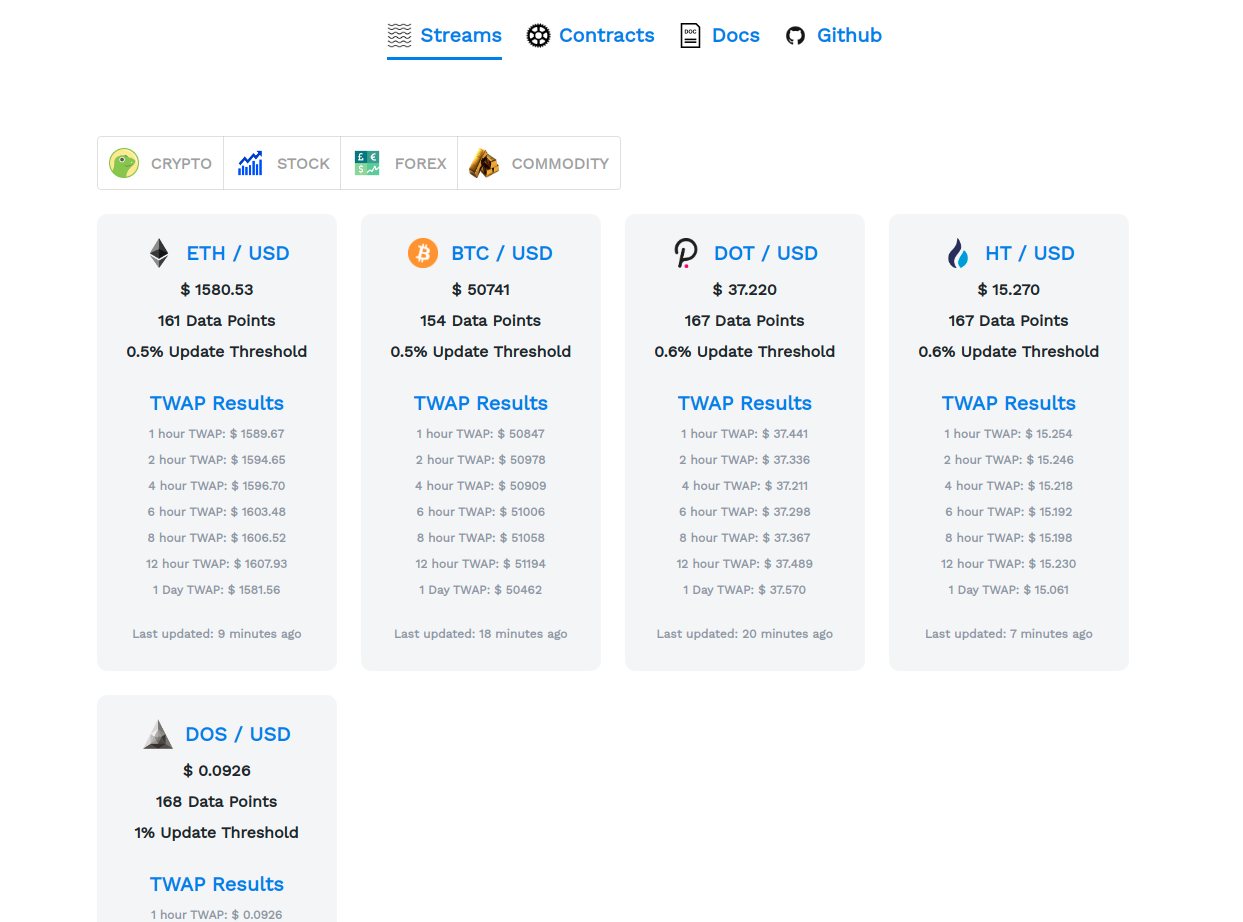 Streams Contracts Docs Github
CRYPTO STOCK FOREX COMMODITY
ETH / USD
$ 1580.53
161 Data Points
0.5% Update Threshold
TWAP Results
1 hour TWAP: $ 1589.67
2 hour TWAP: $ 1594.65
4 hour TWAP: $ 1596.70
6 hour TWAP: $ 1603.48
8 hour TWAP: $ 1606.52
12 hour TWAP: $ 1607.93
1 Day TWAP: $ 1581.56
Last updated: 9 minutes ago
BTC / USD
$ 50741
154 Data Points
0.5% Update Threshold
TWAP Results
1 hour TWAP: $ 50847
2 hour TWAP: $ 50978
4 hour TWAP: $ 50909
6 hour TWAP: $ 51006
8 hour TWAP: $ 51058
12 hour TWAP: $ 51194
1 Day TWAP: $ 50462
Last updated: 18 minutes ago
DOT / USD
$ 37.220
167 Data Points
0.6% Update Threshold
TWAP Results
1 hour TWAP: $ 37.441
2 hour TWAP: $ 37.336
4 hour TWAP: $ 37.211
6 hour TWAP: $ 37.298
8 hour TWAP: $ 37.367
12 hour TWAP: $ 37.489
1 Day TWAP: $ 37.570
Last updated: 20 minutes ago
HT / USD
$ 15.270
167 Data Points
0.6% Update Threshold
TWAP Results
1 hour TWAP: $ 15.254
2 hour TWAP: $ 15.246
4 hour TWAP: $ 15.218
6 hour TWAP: $ 15.192
8 hour TWAP: $ 15.198
12 hour TWAP: $ 15.230
1 Day TWAP: $ 15.061
Last updated: 7 minutes ago
DOS / USD
$ 0.0926
168 Data Points
1% Update Threshold
TWAP Results
1 hour TWAP: $ 0.0926